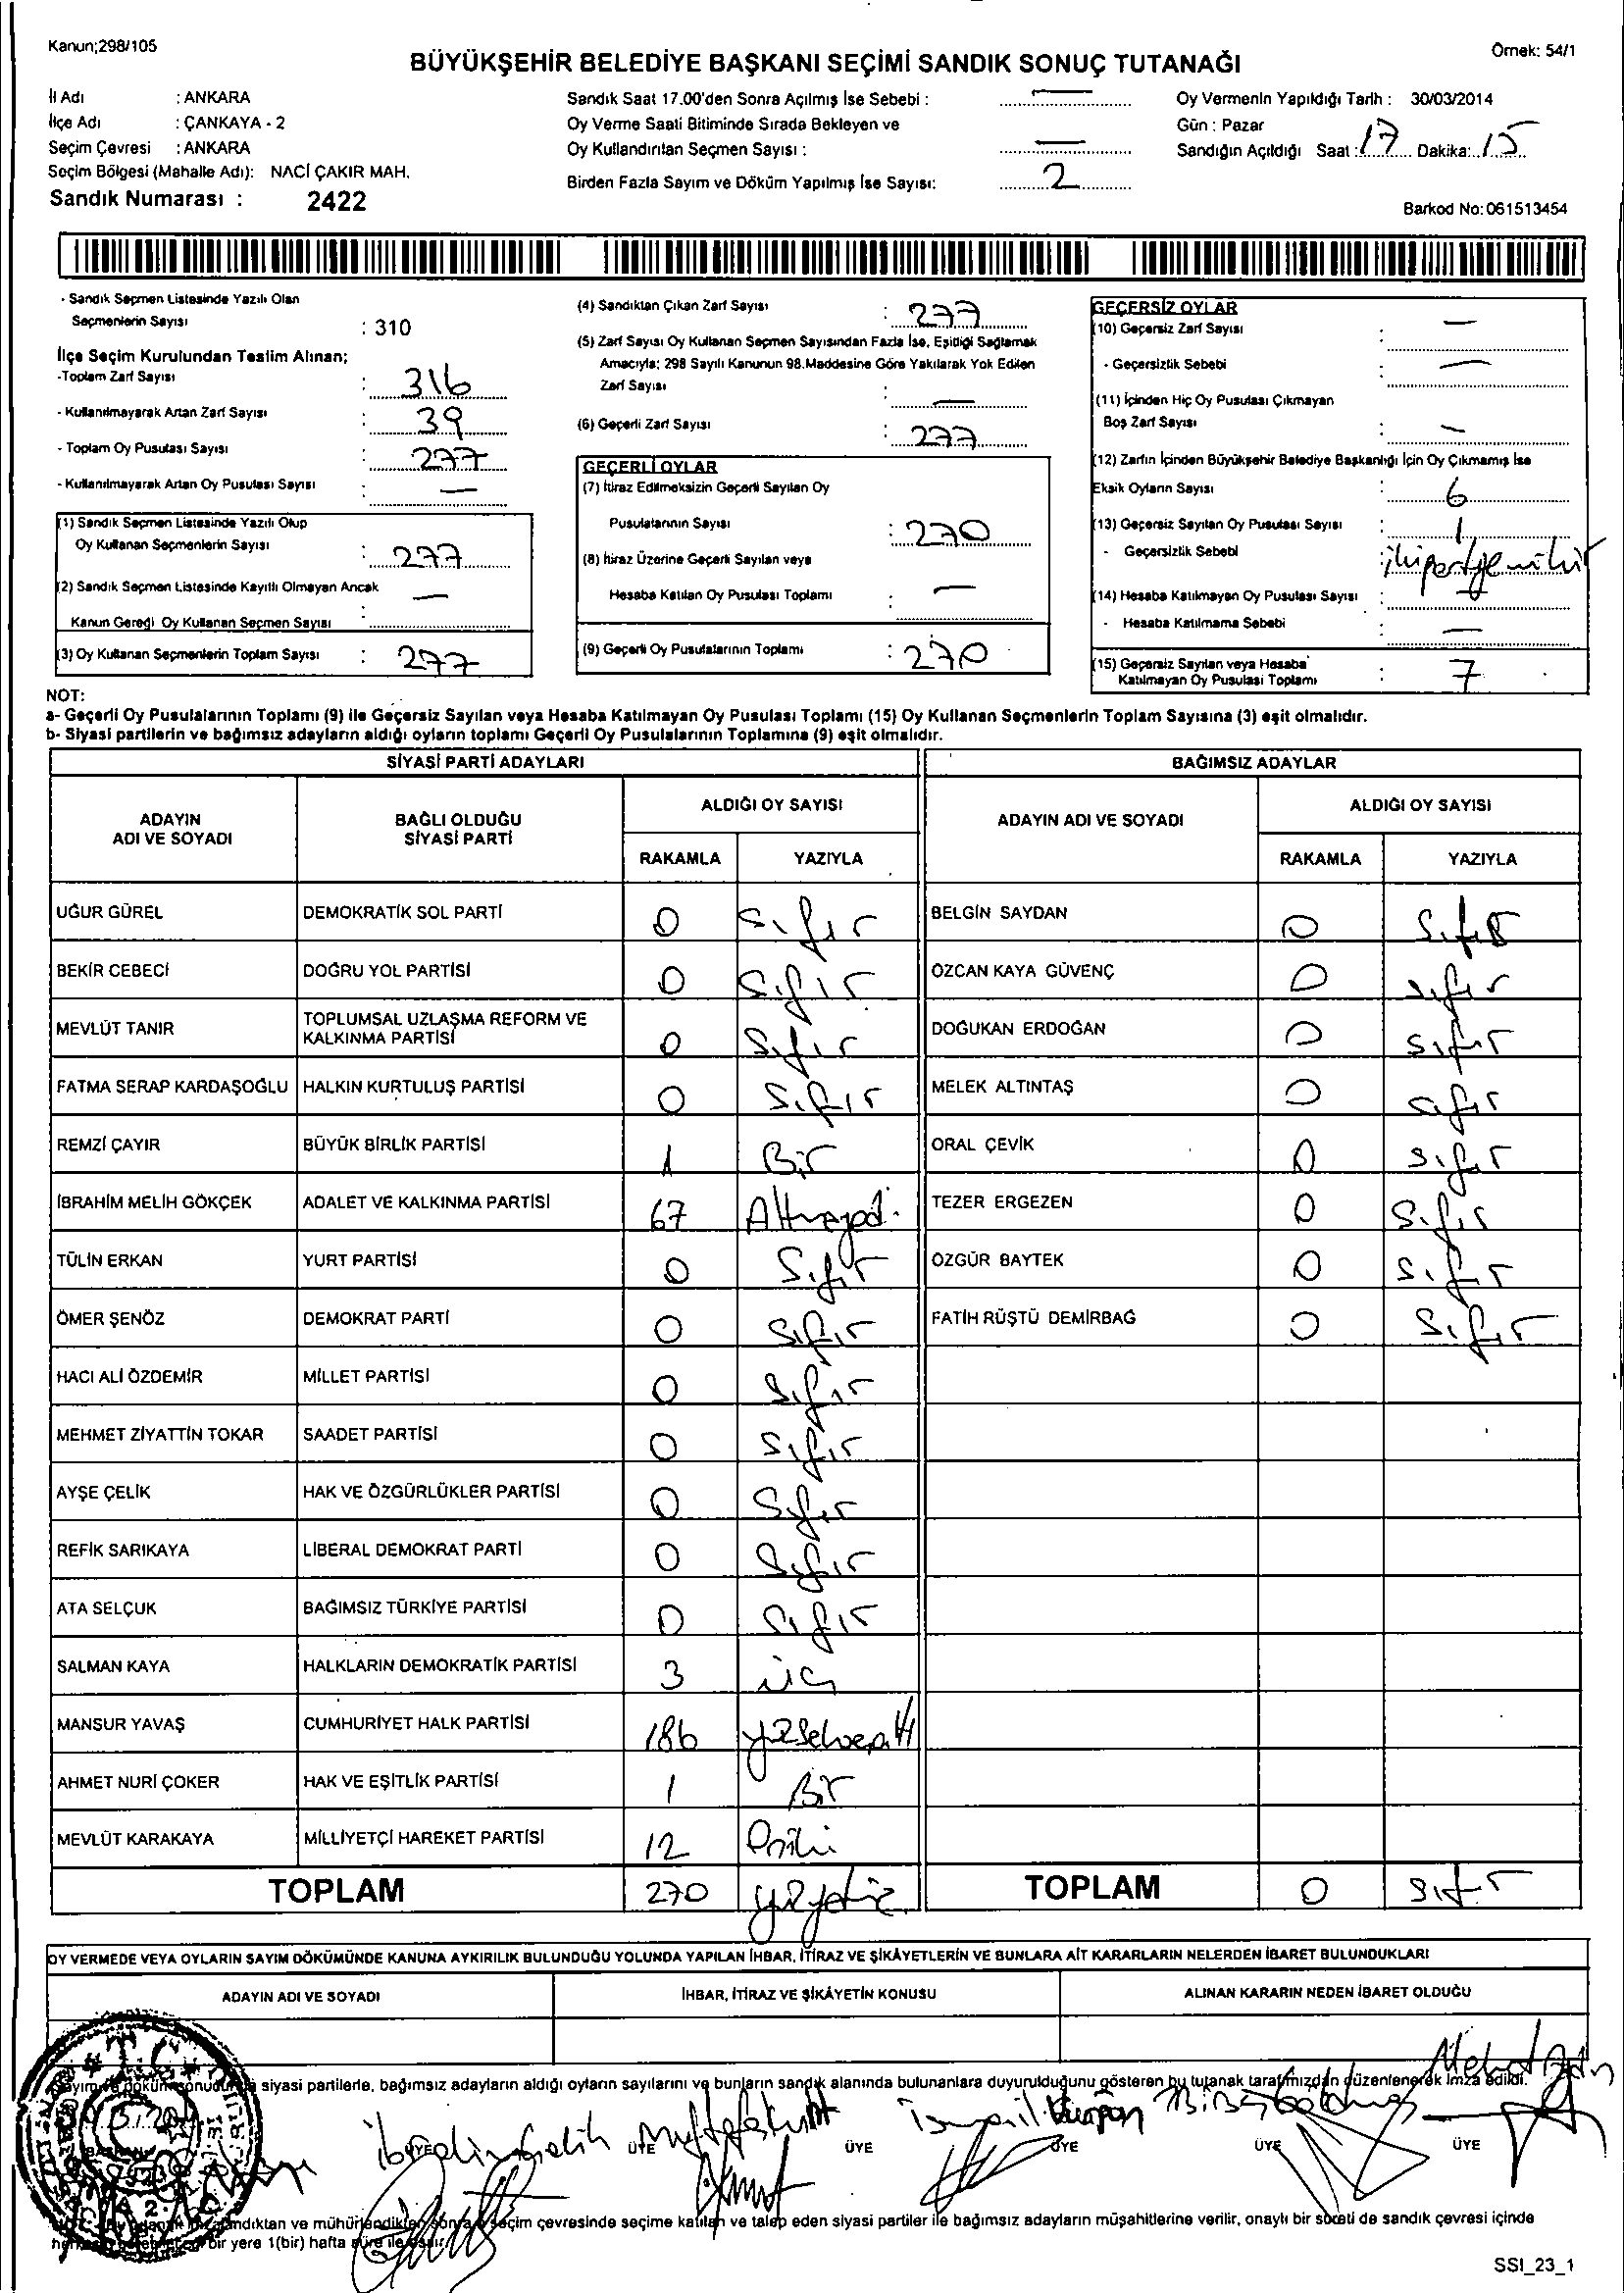 Kanun;298/105
Örnek: 54/1
BÜYÜKŞEHİR BELEDİYE BAŞKANI SEÇİMİ SANDIK SONUÇ TUTANAĞI
İl Adı : ANKARA
İlçe Adı : ÇANKAYA - 2
Seçim Çevresi : ANKARA
Seçim Bölgesi (Mahalle Adı): NACİ ÇAKIR MAH.
Sandık Numarası : 2422
Sandık Saat 17.00'den Sonra Açılmış İse Sebebi : —
Oy Verme Saati Bitiminde Sırada Bekleyen ve
Oy Kullandırılan Seçmen Sayısı : —
Birden Fazla Sayım ve Döküm Yapılmış İse Sayısı: 2
Oy Vermenin Yapıldığı Tarih : 30/03/2014
Gün : Pazar
Sandığın Açıldığı Saat : 17 Dakika: 15
Barkod No: 061513454
- Sandık Seçmen Listesinde Yazılı Olan
Seçmenlerin Sayısı : 310
İlçe Seçim Kurulundan Teslim Alınan;
-Toplam Zarf Sayısı : 316
- Kullanılmayarak Artan Zarf Sayısı : 39
- Toplam Oy Pusulası Sayısı : 277
- Kullanılmayarak Artan Oy Pusulası Sayısı : —
(1) Sandık Seçmen Listesinde Yazılı Olup
Oy Kullanan Seçmenlerin Sayısı : 277
(2) Sandık Seçmen Listesinde Kayıtlı Olmayan Ancak
Kanun Gereği Oy Kullanan Seçmen Sayısı : —
(3) Oy Kullanan Seçmenlerin Toplam Sayısı : 277
(4) Sandıktan Çıkan Zarf Sayısı : 277
(5) Zarf Sayısı Oy Kullanan Seçmen Sayısından Fazla İse, Eşitliği Sağlamak
Amacıyla; 298 Sayılı Kanunun 98.Maddesine Göre Yakılarak Yok Edilen
Zarf Sayısı : —
(6) Geçerli Zarf Sayısı : 277
GEÇERLİ OYLAR
(7) İtiraz Edilmeksizin Geçerli Sayılan Oy
Pusulalarının Sayısı : 270
(8) İtiraz Üzerine Geçerli Sayılan veya
Hesaba Katılan Oy Pusulası Toplamı : —
(9) Geçerli Oy Pusulalarının Toplamı : 270
GEÇERSİZ OYLAR
(10) Geçersiz Zarf Sayısı : —
- Geçersizlik Sebebi : —
(11) İçinden Hiç Oy Pusulası Çıkmayan
Boş Zarf Sayısı : —
(12) Zarfın İçinden Büyükşehir Belediye Başkanlığı İçin Oy Çıkmamış İse
Eksik Oyların Sayısı : 6
(13) Geçersiz Sayılan Oy Pusulası Sayısı : 1
- Geçersizlik Sebebi
(14) Hesaba Katılmayan Oy Pusulası Sayısı :
- Hesaba Katılmama Sebebi : —
(15) Geçersiz Sayılan veya Hesaba
Katılmayan Oy Pusulası Toplamı : 7
NOT:
a- Geçerli Oy Pusulalarının Toplamı (9) ile Geçersiz Sayılan veya Hesaba Katılmayan Oy Pusulası Toplamı (15) Oy Kullanan Seçmenlerin Toplam Sayısına (3) eşit olmalıdır.
b- Siyasi partilerin ve bağımsız adayların aldığı oyların toplamı Geçerli Oy Pusulalarının Toplamına (9) eşit olmalıdır.
SİYASİ PARTİ ADAYLARI
ADAYIN ADI VE SOYADI
BAĞLI OLDUĞU SİYASİ PARTİ
ALDIĞI OY SAYISI
RAKAMLA YAZIYLA
UĞUR GÜREL DEMOKRATİK SOL PARTİ 0 Sıfır
BEKİR CEBECİ DOĞRU YOL PARTİSİ 0 Sıfır
MEVLÜT TANIR TOPLUMSAL UZLAŞMA REFORM VE KALKINMA PARTİSİ 0 Sıfır
FATMA SERAP KARDAŞOĞLU HALKIN KURTULUŞ PARTİSİ 0 Sıfır
REMZİ ÇAYIR BÜYÜK BİRLİK PARTİSİ 1 Bir
İBRAHİM MELİH GÖKÇEK ADALET VE KALKINMA PARTİSİ 67 Altmışyedi
TÜLİN ERKAN YURT PARTİSİ 0 Sıfır
ÖMER ŞENÖZ DEMOKRAT PARTİ 0 Sıfır
HACI ALİ ÖZDEMİR MİLLET PARTİSİ 0 Sıfır
MEHMET ZİYATTİN TOKAR SAADET PARTİSİ 0 Sıfır
AYŞE ÇELİK HAK VE ÖZGÜRLÜKLER PARTİSİ 0 Sıfır
REFİK SARIKAYA LİBERAL DEMOKRAT PARTİ 0 Sıfır
ATA SELÇUK BAĞIMSIZ TÜRKİYE PARTİSİ 0 Sıfır
SALMAN KAYA HALKLARIN DEMOKRATİK PARTİSİ 3 üç
MANSUR YAVAŞ CUMHURİYET HALK PARTİSİ 186 yüzseksenaltı
AHMET NURİ ÇOKER HAK VE EŞİTLİK PARTİSİ 1 Bir
MEVLÜT KARAKAYA MİLLİYETÇİ HAREKET PARTİSİ 12 Oniki
TOPLAM 270
BAĞIMSIZ ADAYLAR
ADAYIN ADI VE SOYADI
ALDIĞI OY SAYISI
RAKAMLA YAZIYLA
BELGİN SAYDAN 0 Sıfır
ÖZCAN KAYA GÜVENÇ 0 sıfır
DOĞUKAN ERDOĞAN 0 sıfır
MELEK ALTINTAŞ 0 sıfır
ORAL ÇEVİK 0 sıfır
TEZER ERGEZEN 0 Sıfır
ÖZGÜR BAYTEK 0 Sıfır
FATİH RÜŞTÜ DEMİRBAĞ 0 Sıfır
TOPLAM 0 sıfır
OY VERMEDE VEYA OYLARIN SAYIM DÖKÜMÜNDE KANUNA AYKIRILIK BULUNDUĞU YOLUNDA YAPILAN İHBAR, İTİRAZ VE ŞİKÂYETLERİN VE BUNLARA AİT KARARLARIN NELERDEN İBARET BULUNDUKLARI
ADAYIN ADI VE SOYADI
İHBAR, İTİRAZ VE ŞİKÂYETİN KONUSU
ALINAN KARARIN NEDEN İBARET OLDUĞU
siyasi partilerle, bağımsız adayların aldığı oyların sayılarını ve bunların sandık alanında bulunanlara duyurulduğunu gösteren bu tutanak tarafımızdan düzenlenerek imza edildi.
BAŞKAN ÜYE ÜYE ÜYE ÜYE ÜYE ÜYE
ve mühürlendikten sonra seçim çevresinde seçime katılan ve talep eden siyasi partiler ile bağımsız adayların müşahitlerine verilir, onaylı bir sureti de sandık çevresi içinde
bir yere 1(bir) hafta süre ile asılır.
SSI_23_1